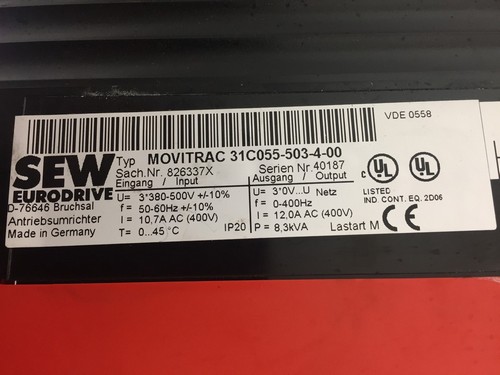 VDE 0558
SEW
EURODRIVE
D-76646 Bruchsal
Antriebsumrichter
Made in Germany
Typ MOVITRAC 31C055-503-4-00
Sach.Nr. 826337X Serien Nr. 40187
Eingang / Input
U= 3*380-500V +/-10%
f = 50-60Hz +/-10%
I = 10,7A AC (400V)
T= 0...45 °C IP20
Ausgang / Output
U= 3*0V...U Netz
f = 0-400Hz
I = 12,0A AC (400V)
P = 8,3kVA Lastart M
c UL UL
LISTED
IND. CONT. EQ. 2D06
CE